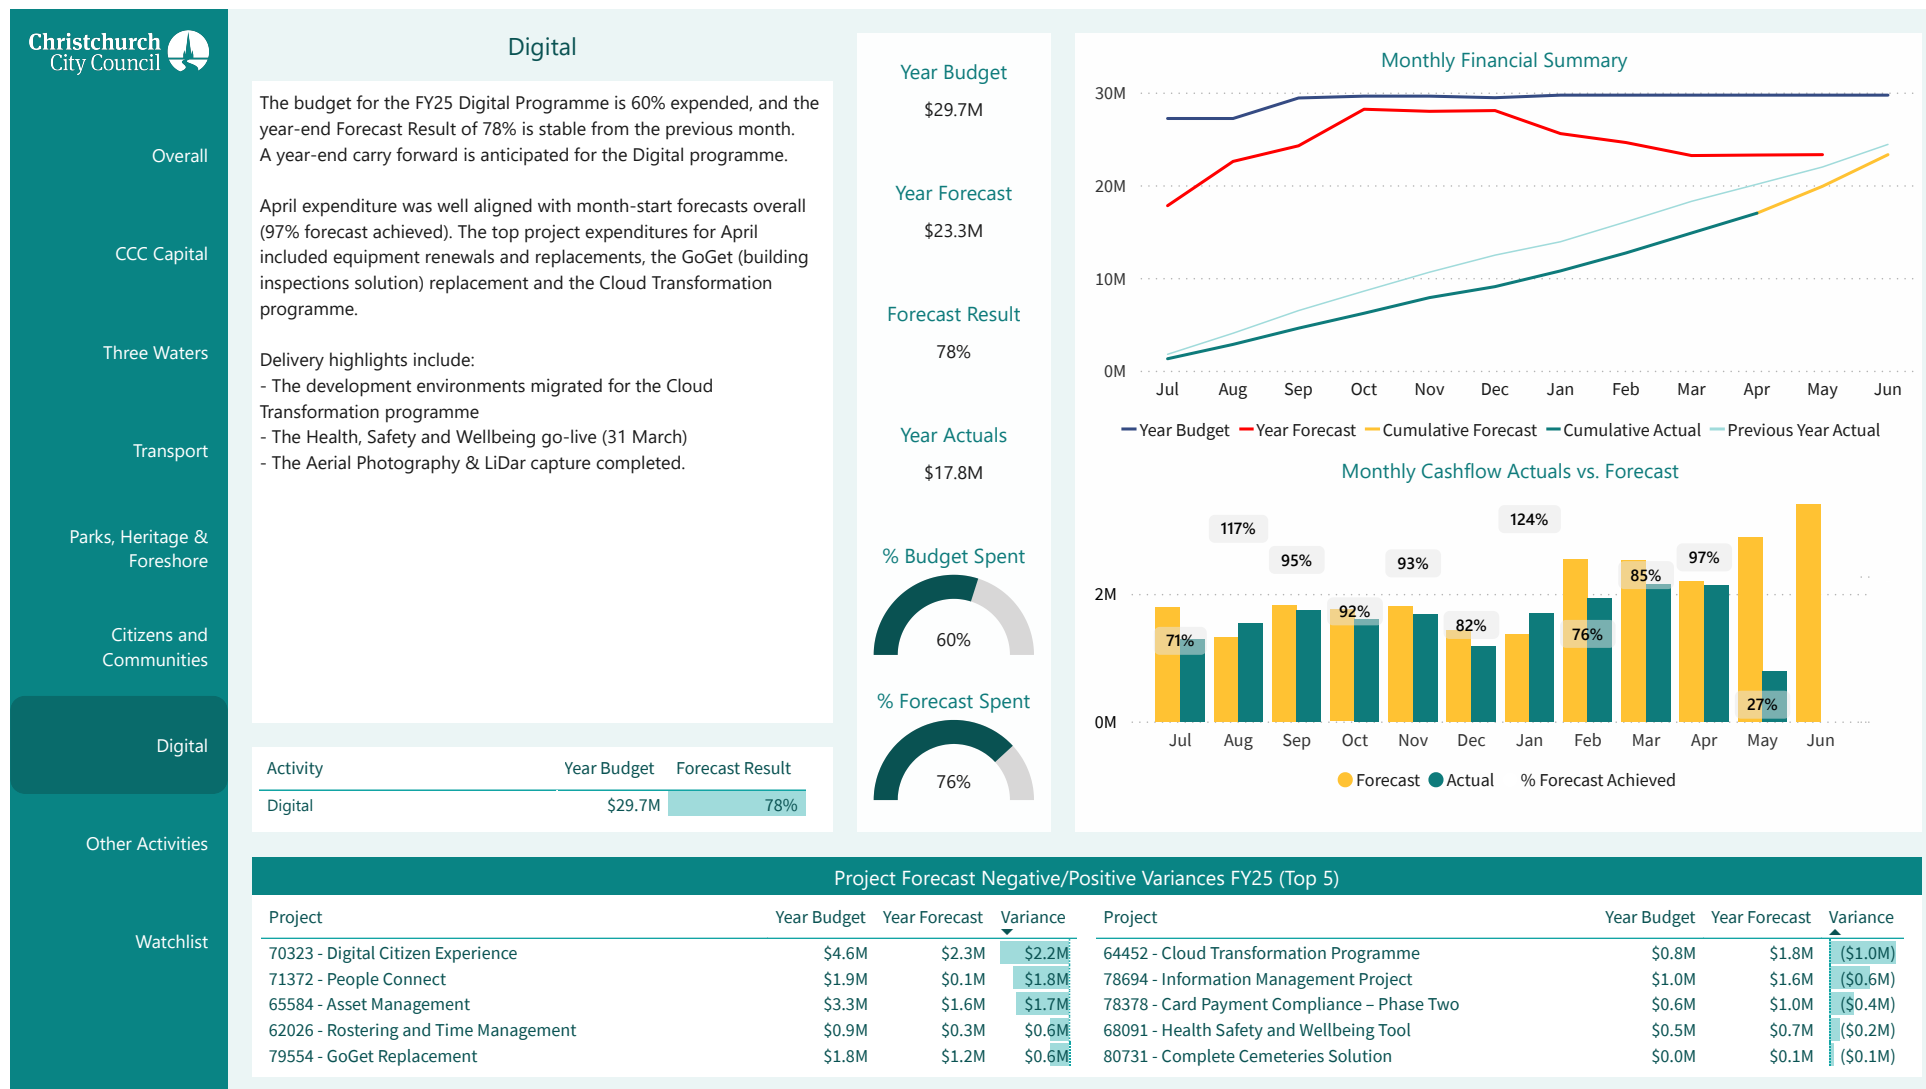 Christchurch
City Council
Overall
CCC Capital
Three Waters
Transport
Parks, Heritage &
Foreshore
Citizens and
Communities
Digital
Other Activities
Watchlist
Digital
The budget for the FY25 Digital Programme is 60% expended, and the
year-end Forecast Result of 78% is stable from the previous month.
A year-end carry forward is anticipated for the Digital programme.
April expenditure was well aligned with month-start forecasts overall
(97% forecast achieved). The top project expenditures for April
included equipment renewals and replacements, the GoGet (building
inspections solution) replacement and the Cloud Transformation
programme.
Delivery highlights include:
- The development environments migrated for the Cloud
Transformation programme
- The Health, Safety and Wellbeing go-live (31 March)
- The Aerial Photography & LiDar capture completed.
Activity Year Budget Forecast Result
Digital $29.7M 78%
Year Budget
$29.7M
Year Forecast
$23.3M
Forecast Result
78%
Year Actuals
$17.8M
% Budget Spent
60%
% Forecast Spent
76%
Monthly Financial Summary
30M
20M
10M
0M
Jul Aug Sep Oct Nov Dec Jan Feb Mar Apr May Jun
Year Budget Year Forecast Cumulative Forecast Cumulative Actual Previous Year Actual
Monthly Cashflow Actuals vs. Forecast
2M
0M
71% 117% 95% 92% 93% 82% 124% 76% 85% 97% 27%
Jul Aug Sep Oct Nov Dec Jan Feb Mar Apr May Jun
Forecast Actual % Forecast Achieved
Project Forecast Negative/Positive Variances FY25 (Top 5)
Project Year Budget Year Forecast Variance
70323 - Digital Citizen Experience $4.6M $2.3M $2.2M
71372 - People Connect $1.9M $0.1M $1.8M
65584 - Asset Management $3.3M $1.6M $1.7M
62026 - Rostering and Time Management $0.9M $0.3M $0.6M
79554 - GoGet Replacement $1.8M $1.2M $0.6M
Project Year Budget Year Forecast Variance
64452 - Cloud Transformation Programme $0.8M $1.8M ($1.0M)
78694 - Information Management Project $1.0M $1.6M ($0.6M)
78378 - Card Payment Compliance – Phase Two $0.6M $1.0M ($0.4M)
68091 - Health Safety and Wellbeing Tool $0.5M $0.7M ($0.2M)
80731 - Complete Cemeteries Solution $0.0M $0.1M ($0.1M)